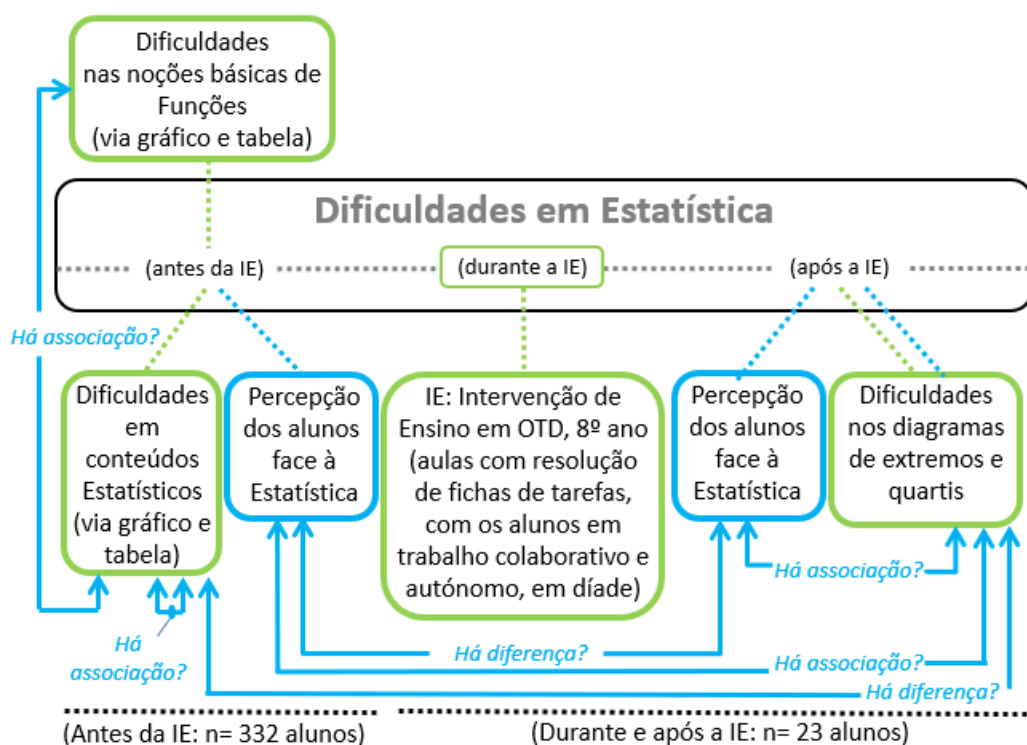 Dificuldades
nas noções básicas de
Funções
(via gráfico e tabela)
Dificuldades em Estatística
(antes da IE)
(durante a IE)
(após a IE)
Há associação?
Dificuldades
em
conteúdos
Estatísticos
(via gráfico e
tabela)
Percepção
dos alunos
face à
Estatística
IE: Intervenção de
Ensino em OTD, 8º ano
(aulas com resolução
de fichas de tarefas,
com os alunos em
trabalho colaborativo e
autónomo, em díade)
Percepção
dos alunos
face à
Estatística
Dificuldades
nos diagramas
de extremos e
quartis
Há associação?
Há
associação?
Há diferença?
Há associação?
Há diferença?
(Antes da IE: n= 332 alunos)
(Durante e após a IE: n= 23 alunos)